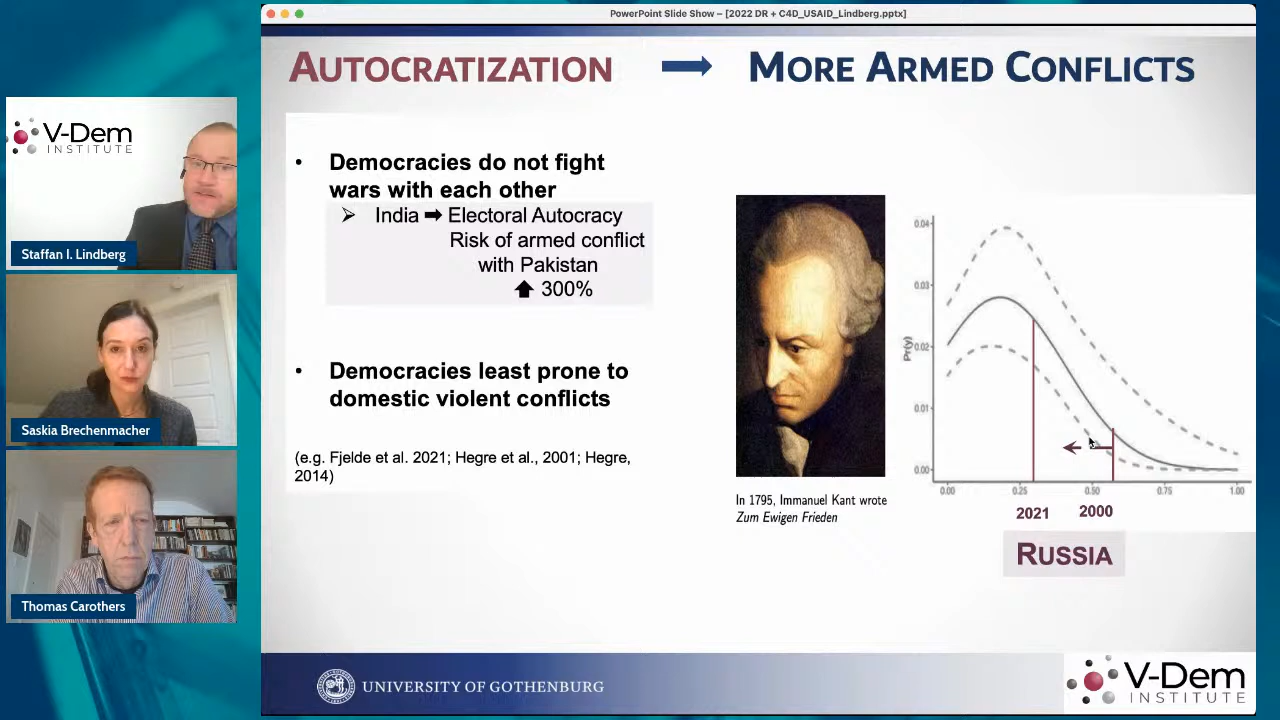 PowerPoint Slide Show – [2022 DR + C4D_USAID_Lindberg.pptx]
AUTOCRATIZATION
MORE ARMED CONFLICTS
• Democracies do not fight
wars with each other
➢ India ➡ Electoral Autocracy
Risk of armed conflict
with Pakistan
⬆ 300%
• Democracies least prone to
domestic violent conflicts
(e.g. Fjelde et al. 2021; Hegre et al., 2001; Hegre,
2014)
In 1795, Immanuel Kant wrote
Zum Ewigen Frieden
Pr(y)
0.04
0.03
0.02
0.01
0.00
0.00 0.25 0.50 0.75 1.00
2021 2000
RUSSIA
UNIVERSITY OF GOTHENBURG
V-Dem
INSTITUTE
V-Dem
INSTITUTE
Staffan I. Lindberg
Saskia Brechenmacher
Thomas Carothers